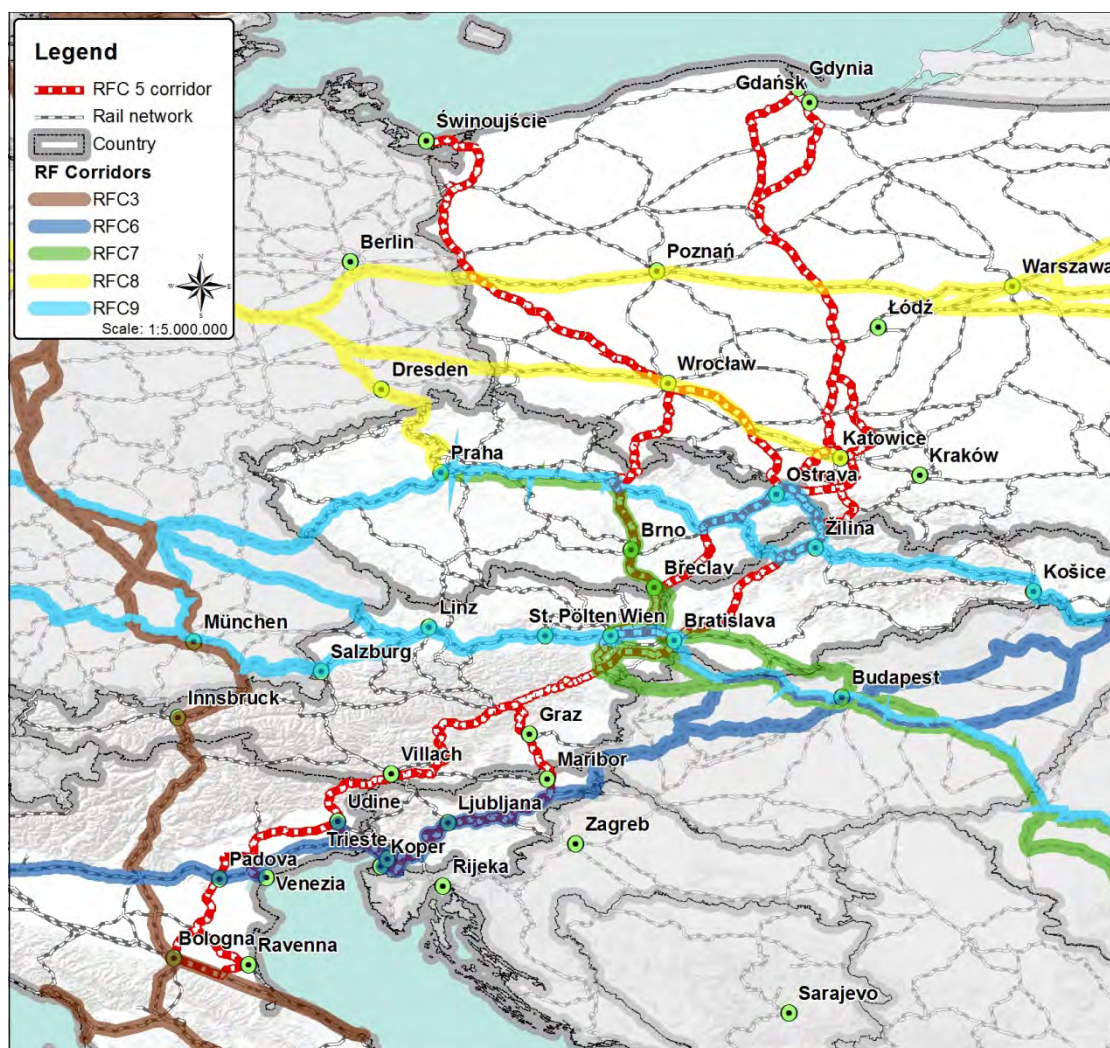 Legend
RFC 5 corridor
Rail network
Country
RF Corridors
RFC3
RFC6
RFC7
RFC8
RFC9
N
W
E
S
Scale: 1:5.000.000
Gdynia
Gdańsk
Świnoujście
Berlin
Poznań
Warszawa
Łódź
Dresden
Wrocław
Praha
Katowice
Kraków
Ostrava
Brno
Žilina
Břeclav
Košice
Linz
St. Pölten
Wien
Bratislava
München
Salzburg
Innsbruck
Budapest
Graz
Villach
Maribor
Udine
Ljubljana
Trieste
Koper
Zagreb
Padova
Rijeka
Venezia
Bologna
Ravenna
Sarajevo